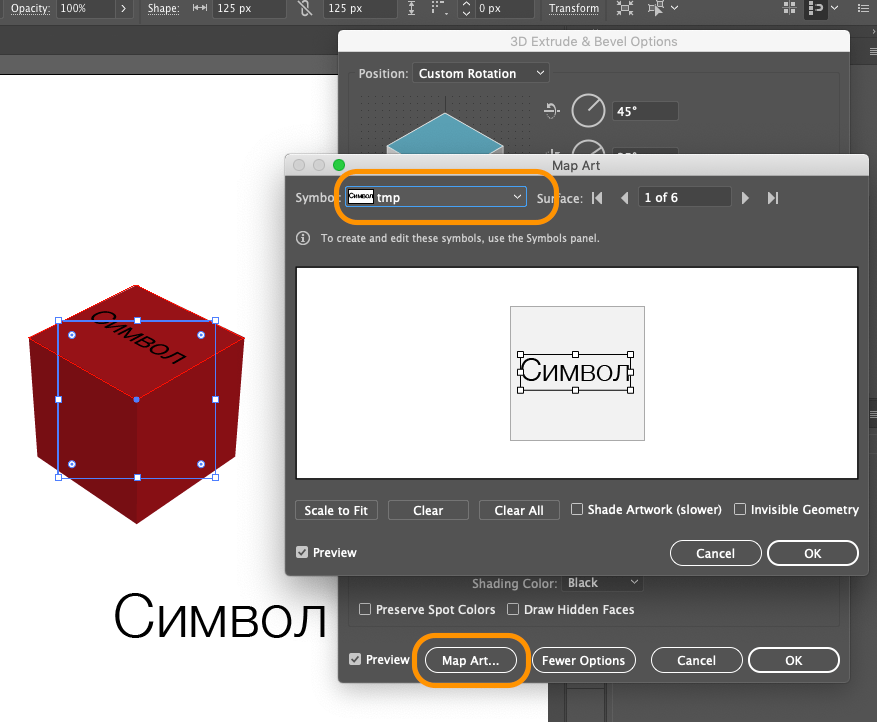 Opacity: 100% Shape: 125 px 125 px 0 px Transform
3D Extrude & Bevel Options
Position: Custom Rotation
45°
Map Art
Symbol: Символ tmp Surface: 1 of 6
To create and edit these symbols, use the Symbols panel.
Символ
Символ
Scale to Fit Clear Clear All Shade Artwork (slower) Invisible Geometry
Preview Cancel OK
Shading Color: Black
Символ
Preserve Spot Colors Draw Hidden Faces
Preview Map Art... Fewer Options Cancel OK